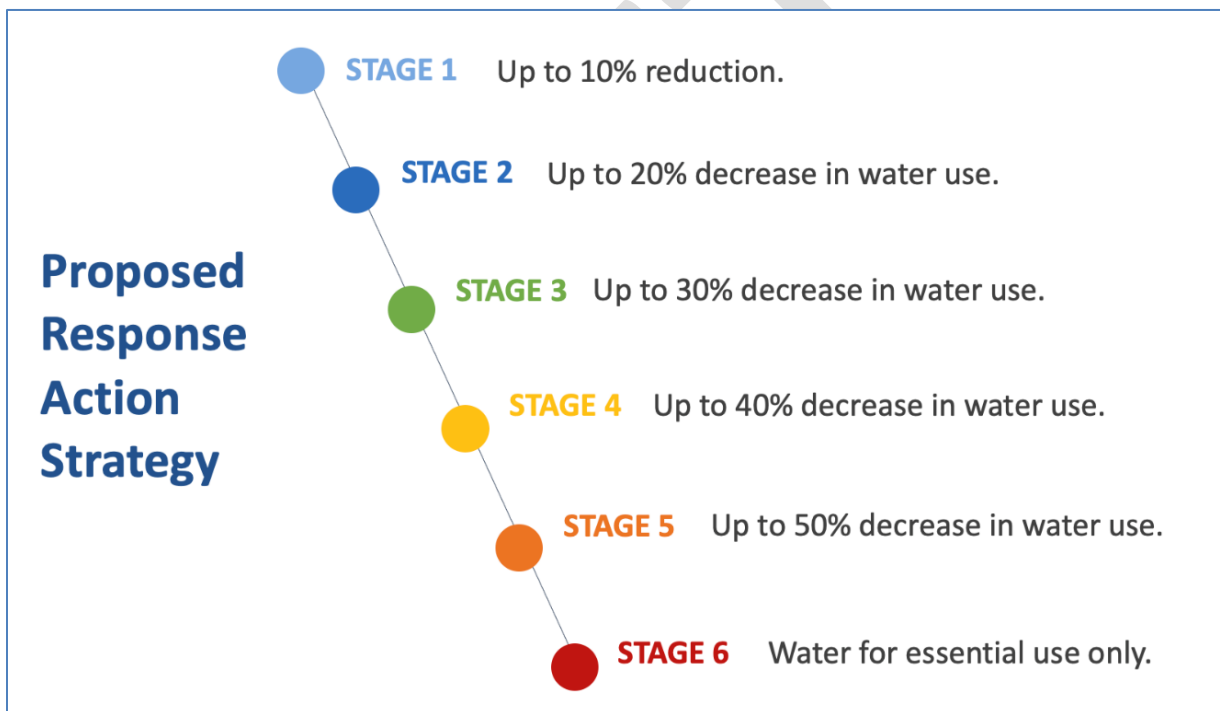 STAGE 1 Up to 10% reduction.
STAGE 2 Up to 20% decrease in water use.
STAGE 3 Up to 30% decrease in water use.
STAGE 4 Up to 40% decrease in water use.
STAGE 5 Up to 50% decrease in water use.
STAGE 6 Water for essential use only.
Proposed
Response
Action
Strategy